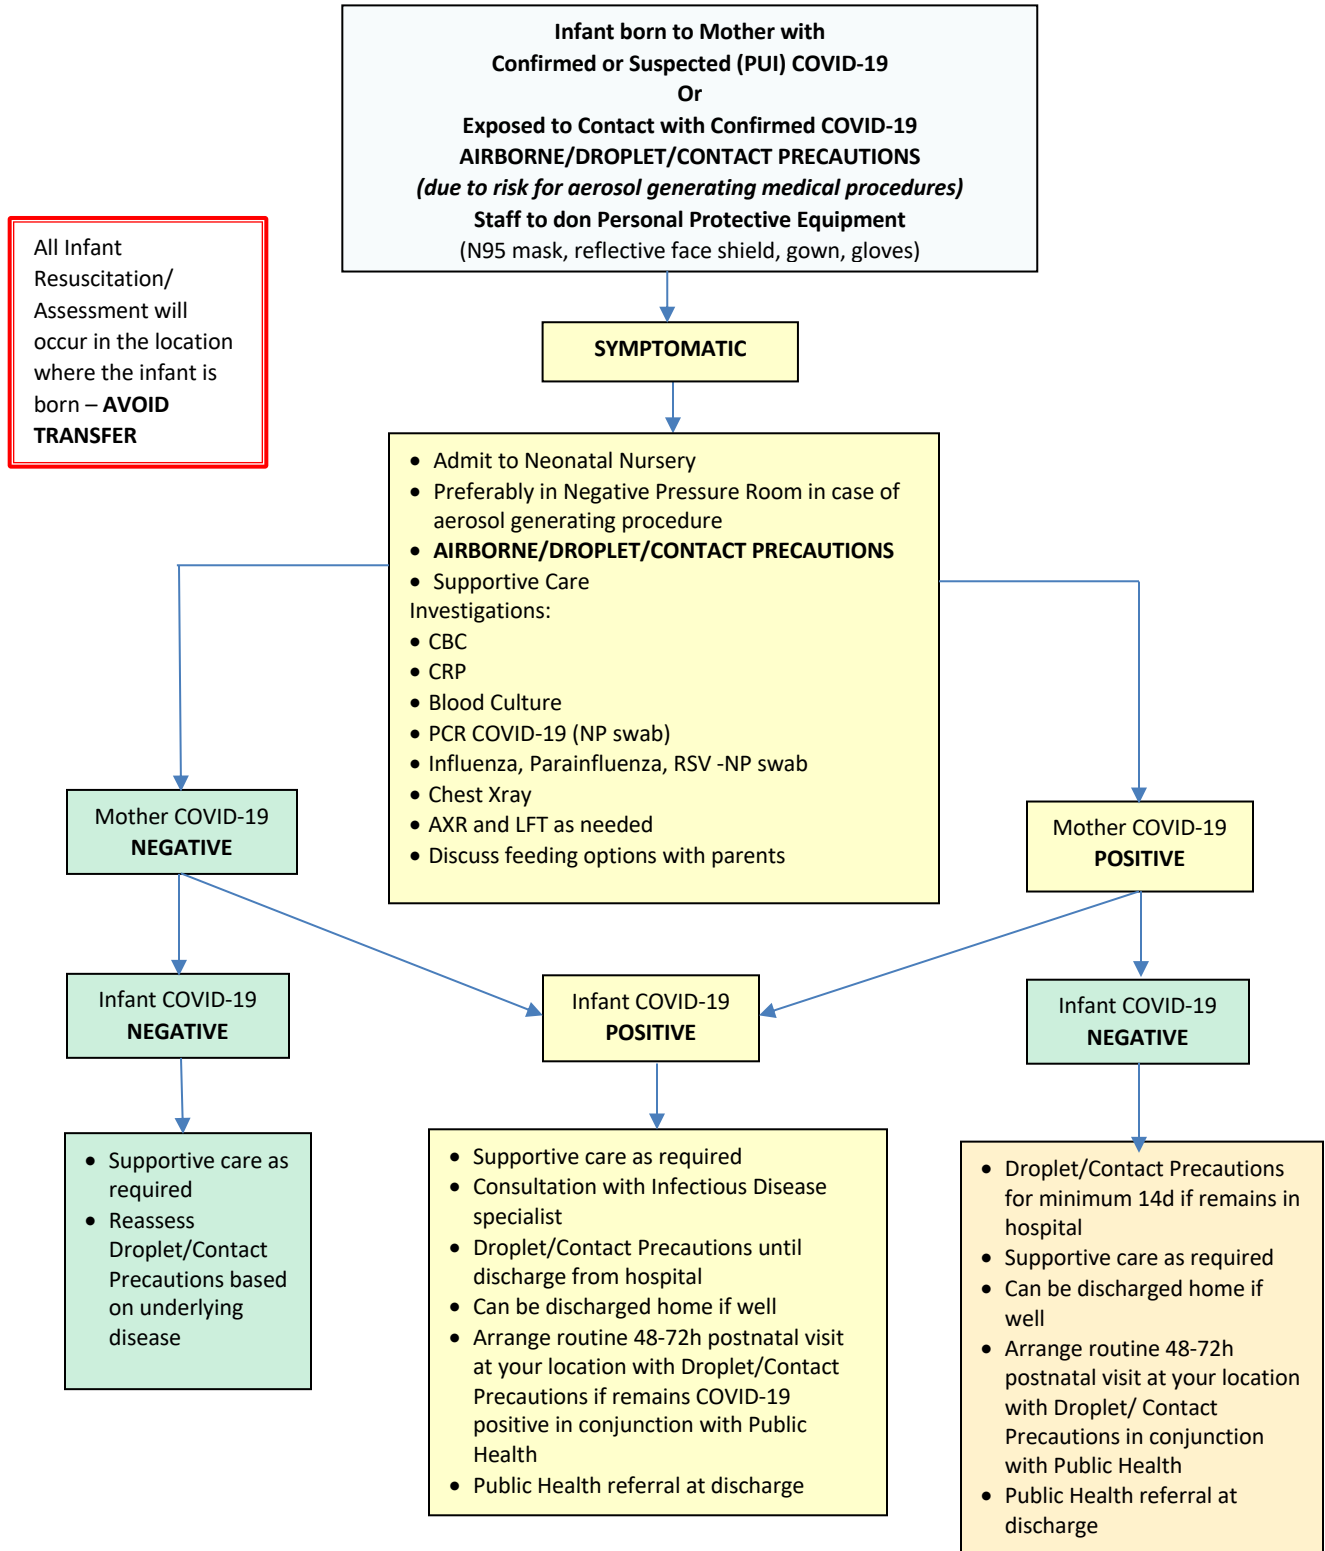 Infant born to Mother with
Confirmed or Suspected (PUI) COVID-19
Or
Exposed to Contact with Confirmed COVID-19
AIRBORNE/DROPLET/CONTACT PRECAUTIONS
(due to risk for aerosol generating medical procedures)
Staff to don Personal Protective Equipment
(N95 mask, reflective face shield, gown, gloves)
All Infant
Resuscitation/
Assessment will
occur in the location
where the infant is
born – AVOID
TRANSFER
SYMPTOMATIC
• Admit to Neonatal Nursery
• Preferably in Negative Pressure Room in case of
aerosol generating procedure
• AIRBORNE/DROPLET/CONTACT PRECAUTIONS
• Supportive Care
Investigations:
• CBC
• CRP
• Blood Culture
• PCR COVID-19 (NP swab)
• Influenza, Parainfluenza, RSV -NP swab
• Chest Xray
• AXR and LFT as needed
• Discuss feeding options with parents
Mother COVID-19
NEGATIVE
Mother COVID-19
POSITIVE
Infant COVID-19
NEGATIVE
Infant COVID-19
POSITIVE
Infant COVID-19
NEGATIVE
• Supportive care as
required
• Reassess
Droplet/Contact
Precautions based
on underlying
disease
• Supportive care as required
• Consultation with Infectious Disease
specialist
• Droplet/Contact Precautions until
discharge from hospital
• Can be discharged home if well
• Arrange routine 48-72h postnatal visit
at your location with Droplet/Contact
Precautions if remains COVID-19
positive in conjunction with Public
Health
• Public Health referral at discharge
• Droplet/Contact Precautions
for minimum 14d if remains in
hospital
• Supportive care as required
• Can be discharged home if
well
• Arrange routine 48-72h
postnatal visit at your location
with Droplet/ Contact
Precautions in conjunction
with Public Health
• Public Health referral at
discharge